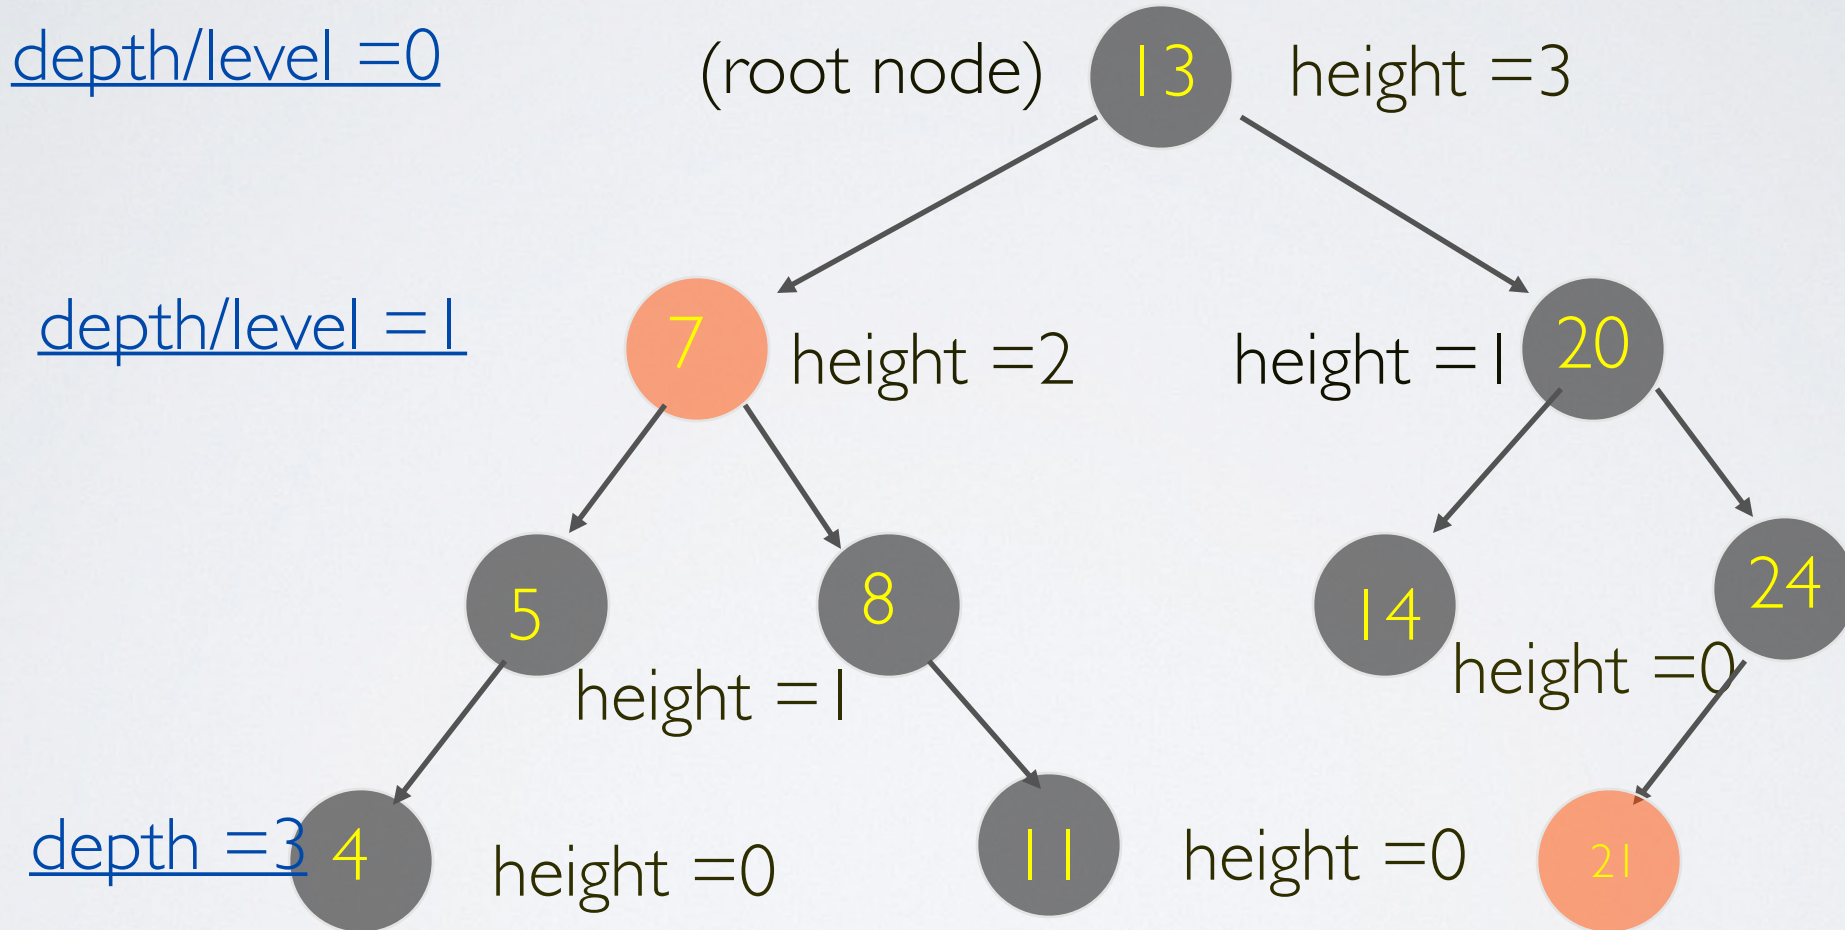 depth/level =0
(root node)
13
height =3
depth/level =1
7
height =2
height =1
20
5
8
14
24
height =1
height =0
depth =3
4
height =0
11
height =0
21